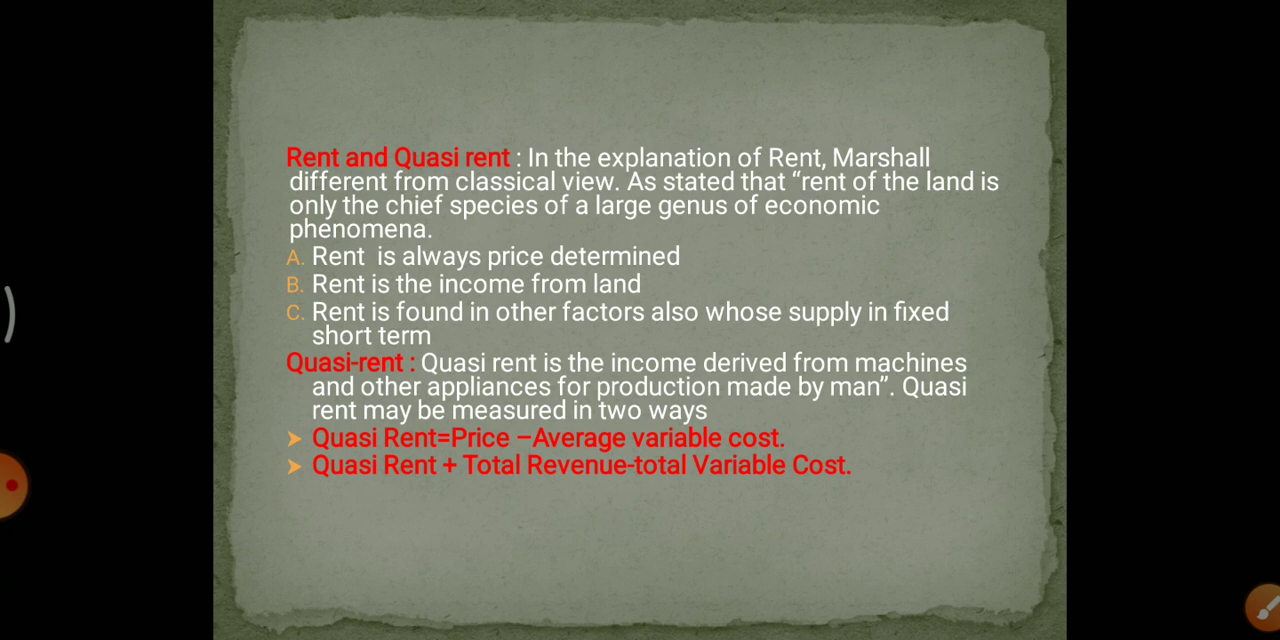 Rent and Quasi rent : In the explanation of Rent, Marshall
different from classical view. As stated that “rent of the land is
only the chief species of a large genus of economic
phenomena.
A. Rent is always price determined
B. Rent is the income from land
C. Rent is found in other factors also whose supply in fixed
short term
Quasi-rent : Quasi rent is the income derived from machines
and other appliances for production made by man”. Quasi
rent may be measured in two ways
➤ Quasi Rent=Price –Average variable cost.
➤ Quasi Rent + Total Revenue-total Variable Cost.